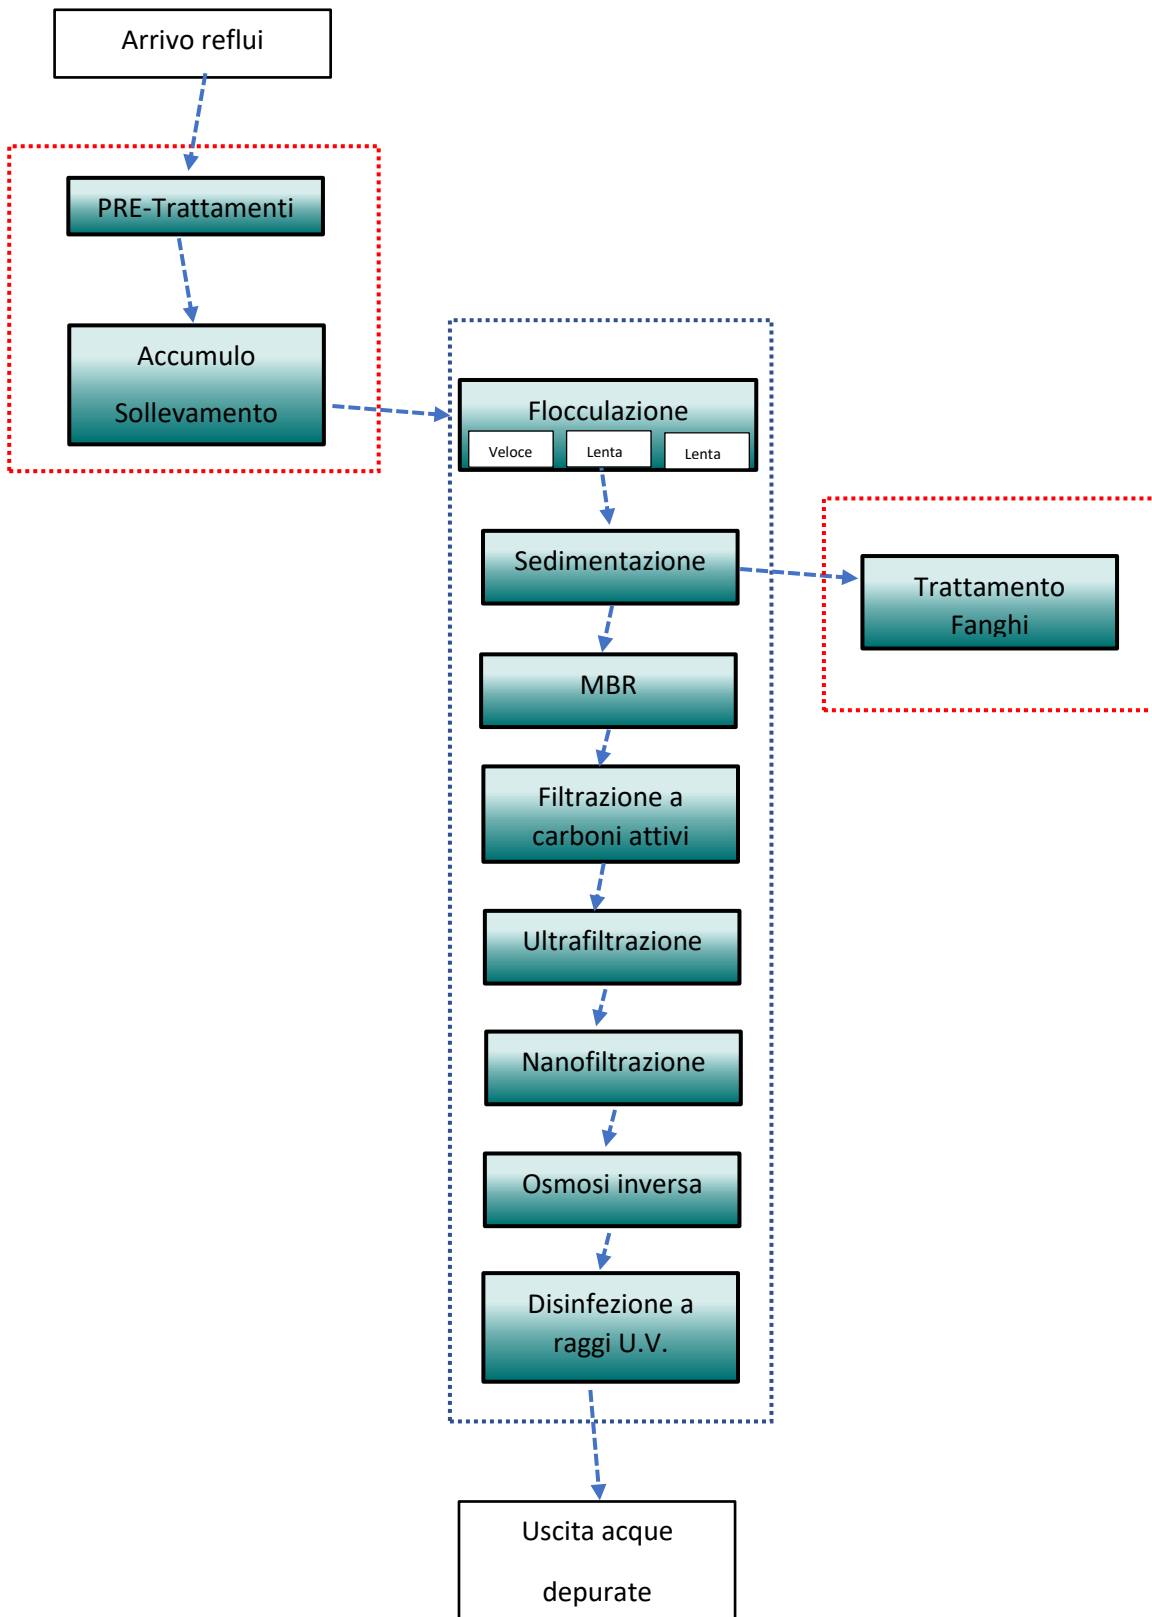 Arrivo reflui
PRE-Trattamenti
Accumulo
Sollevamento
Flocculazione
Veloce
Lenta
Lenta
Sedimentazione
Trattamento
Fanghi
MBR
Filtrazione a
carboni attivi
Ultrafiltrazione
Nanofiltrazione
Osmosi inversa
Disinfezione a
raggi U.V.
Uscita acque
depurate